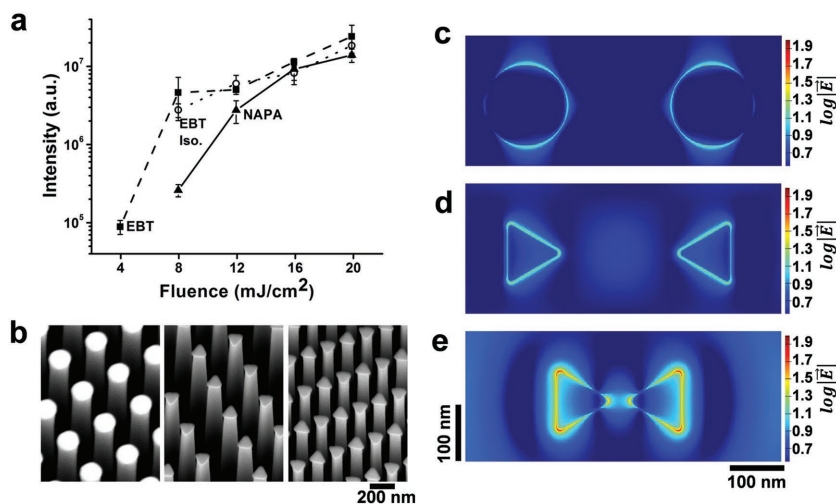 a
Intensity (a.u.)
10⁷
10⁶
10⁵
EBT
EBT
Iso.
NAPA
4 8 12 16 20
Fluence (mJ/cm²)
b
200 nm
c
1.9
1.7
1.5
1.3
1.1
0.9
0.7
log|E⃗|
d
1.9
1.7
1.5
1.3
1.1
0.9
0.7
log|E⃗|
e
1.9
1.7
1.5
1.3
1.1
0.9
0.7
log|E⃗|
100 nm
100 nm